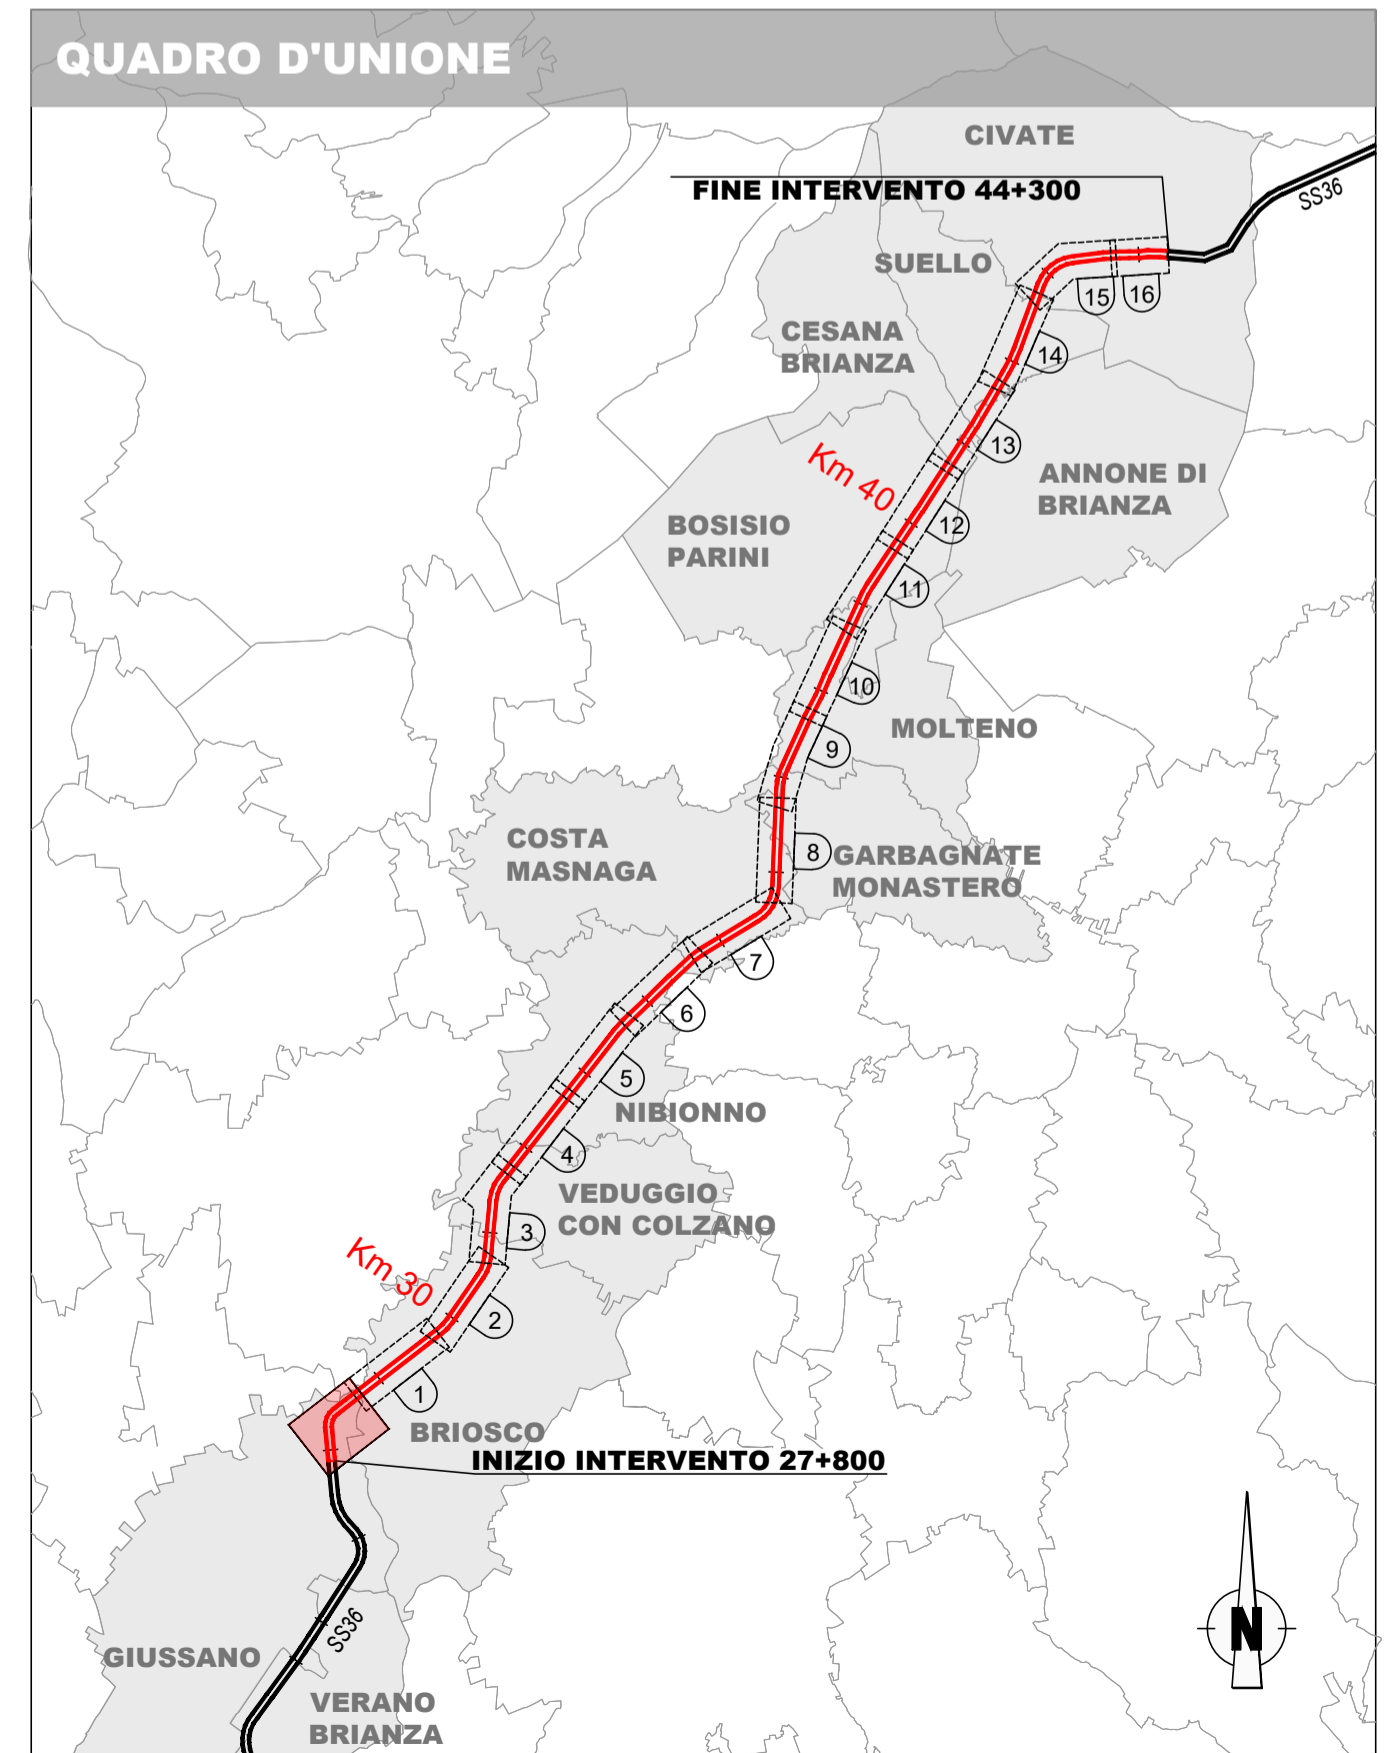 QUADRO D'UNIONE
CIVATE
FINE INTERVENTO 44+300
SS36
SUELLO
15
16
CESANA
BRIANZA
14
13
Km 40
ANNONE DI
BRIANZA
BOSISIO
PARINI
12
11
10
MOLTENO
9
COSTA
MASNAGA
8
GARBAGNATE
MONASTERO
7
6
5
NIBIONNO
4
VEDUGGIO
CON COLZANO
3
Km 30
2
1
BRIOSCO
INIZIO INTERVENTO 27+800
SS36
GIUSSANO
VERANO
BRIANZA
N